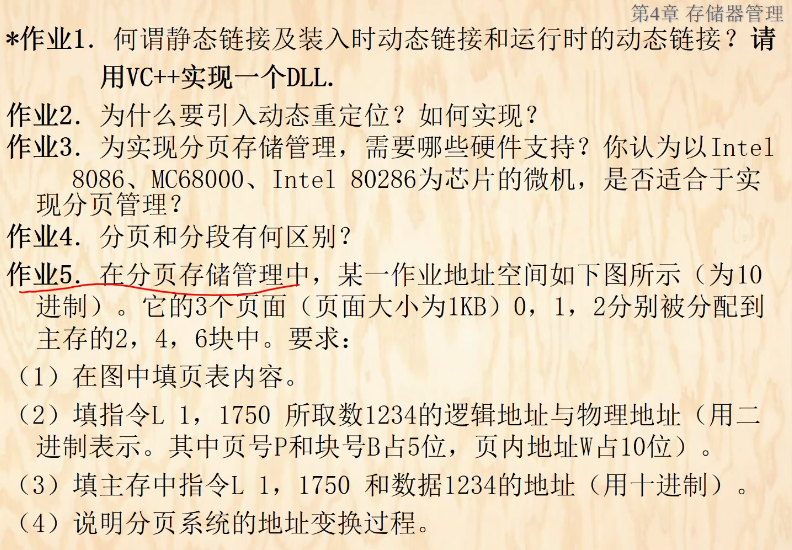 第4章 存储器管理
*作业1. 何谓静态链接及装入时动态链接和运行时的动态链接？请
用VC++实现一个DLL.
作业2. 为什么要引入动态重定位？如何实现？
作业3. 为实现分页存储管理，需要哪些硬件支持？你认为以Intel
8086、MC68000、Intel 80286为芯片的微机，是否适合于实
现分页管理？
作业4. 分页和分段有何区别？
作业5. 在分页存储管理中，某一作业地址空间如下图所示（为10
进制）。它的3个页面（页面大小为1KB）0，1，2分别被分配到
主存的2，4，6块中。要求：
（1）在图中填页表内容。
（2）填指令L 1，1750 所取数1234的逻辑地址与物理地址（用二
进制表示。其中页号P和块号B占5位，页内地址W占10位）。
（3）填主存中指令L 1，1750 和数据1234的地址（用十进制）。
（4）说明分页系统的地址变换过程。